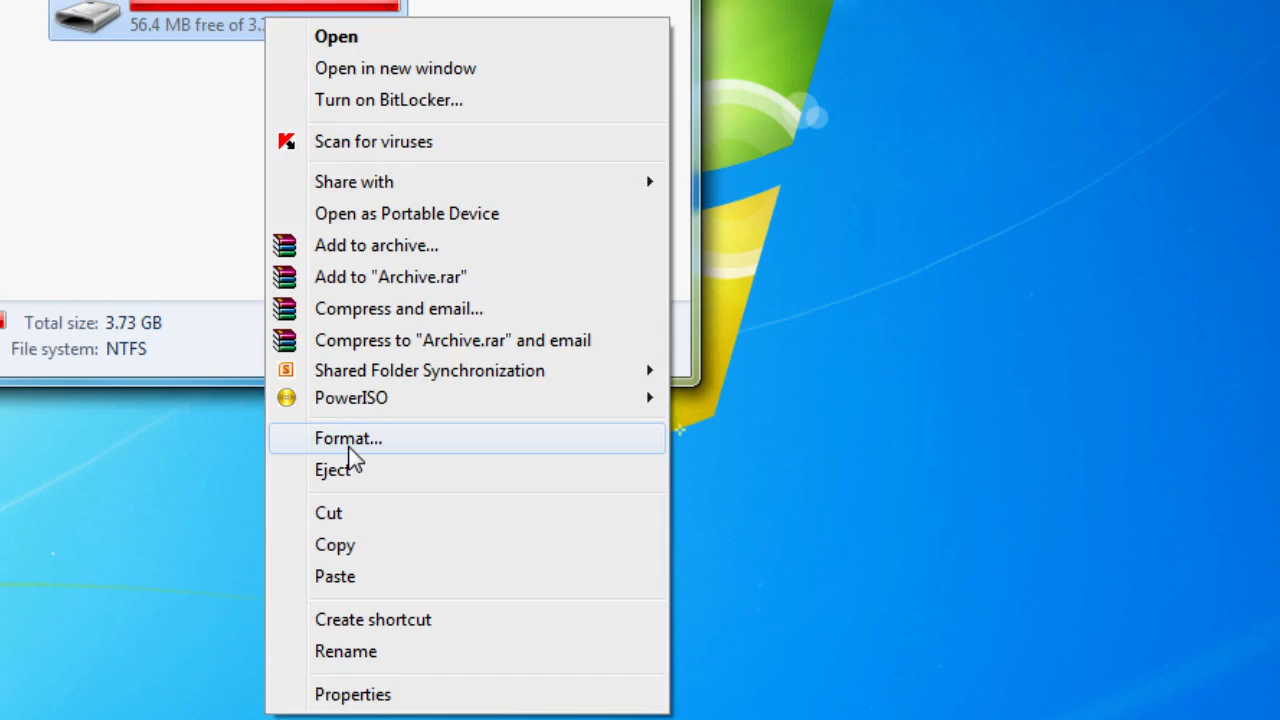 56.4 MB free of 3.
Open
Open in new window
Turn on BitLocker...
Scan for viruses
Share with
Open as Portable Device
Add to archive...
Add to "Archive.rar"
Compress and email...
Total size: 3.73 GB
Compress to "Archive.rar" and email
File system: NTFS
Shared Folder Synchronization
PowerISO
Format...
Eject
Cut
Copy
Paste
Create shortcut
Rename
Properties